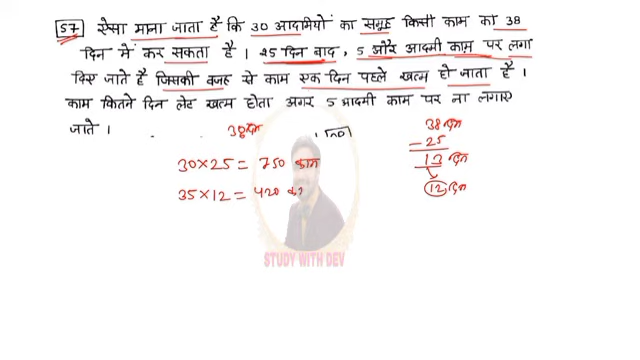 57 ऐसा माना जाता है कि 30 आदमियों का समूह किसी काम को 38
दिन में कर सकता है। 25 दिन बाद, 5 और आदमी काम पर लगा
दिए जाते है जिसकी वजह से काम एक दिन पहले खत्म हो जाता है।
काम कितने दिन लेट खत्म होता अगर 5 आदमी काम पर ना लगाए
जाते।
38 दिन
38 दिन
- 25
13 दिन
12 दिन
30 × 25 = 750 काम
35 × 12 = 420
STUDY WITH DEV